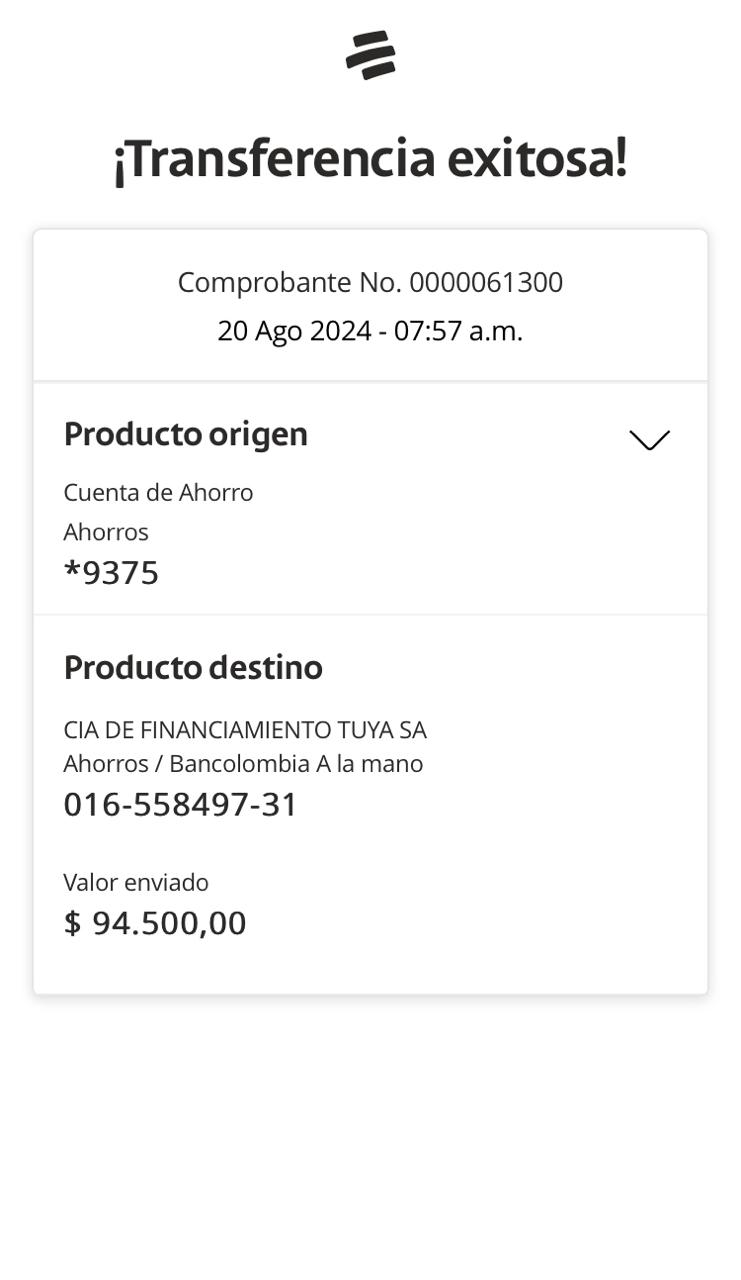 ¡Transferencia exitosa!
Comprobante No. 0000061300
20 Ago 2024 - 07:57 a.m.
Producto origen
Cuenta de Ahorro
Ahorros
*9375
Producto destino
CIA DE FINANCIAMIENTO TUYA SA
Ahorros / Bancolombia A la mano
016-558497-31
Valor enviado
$ 94.500,00